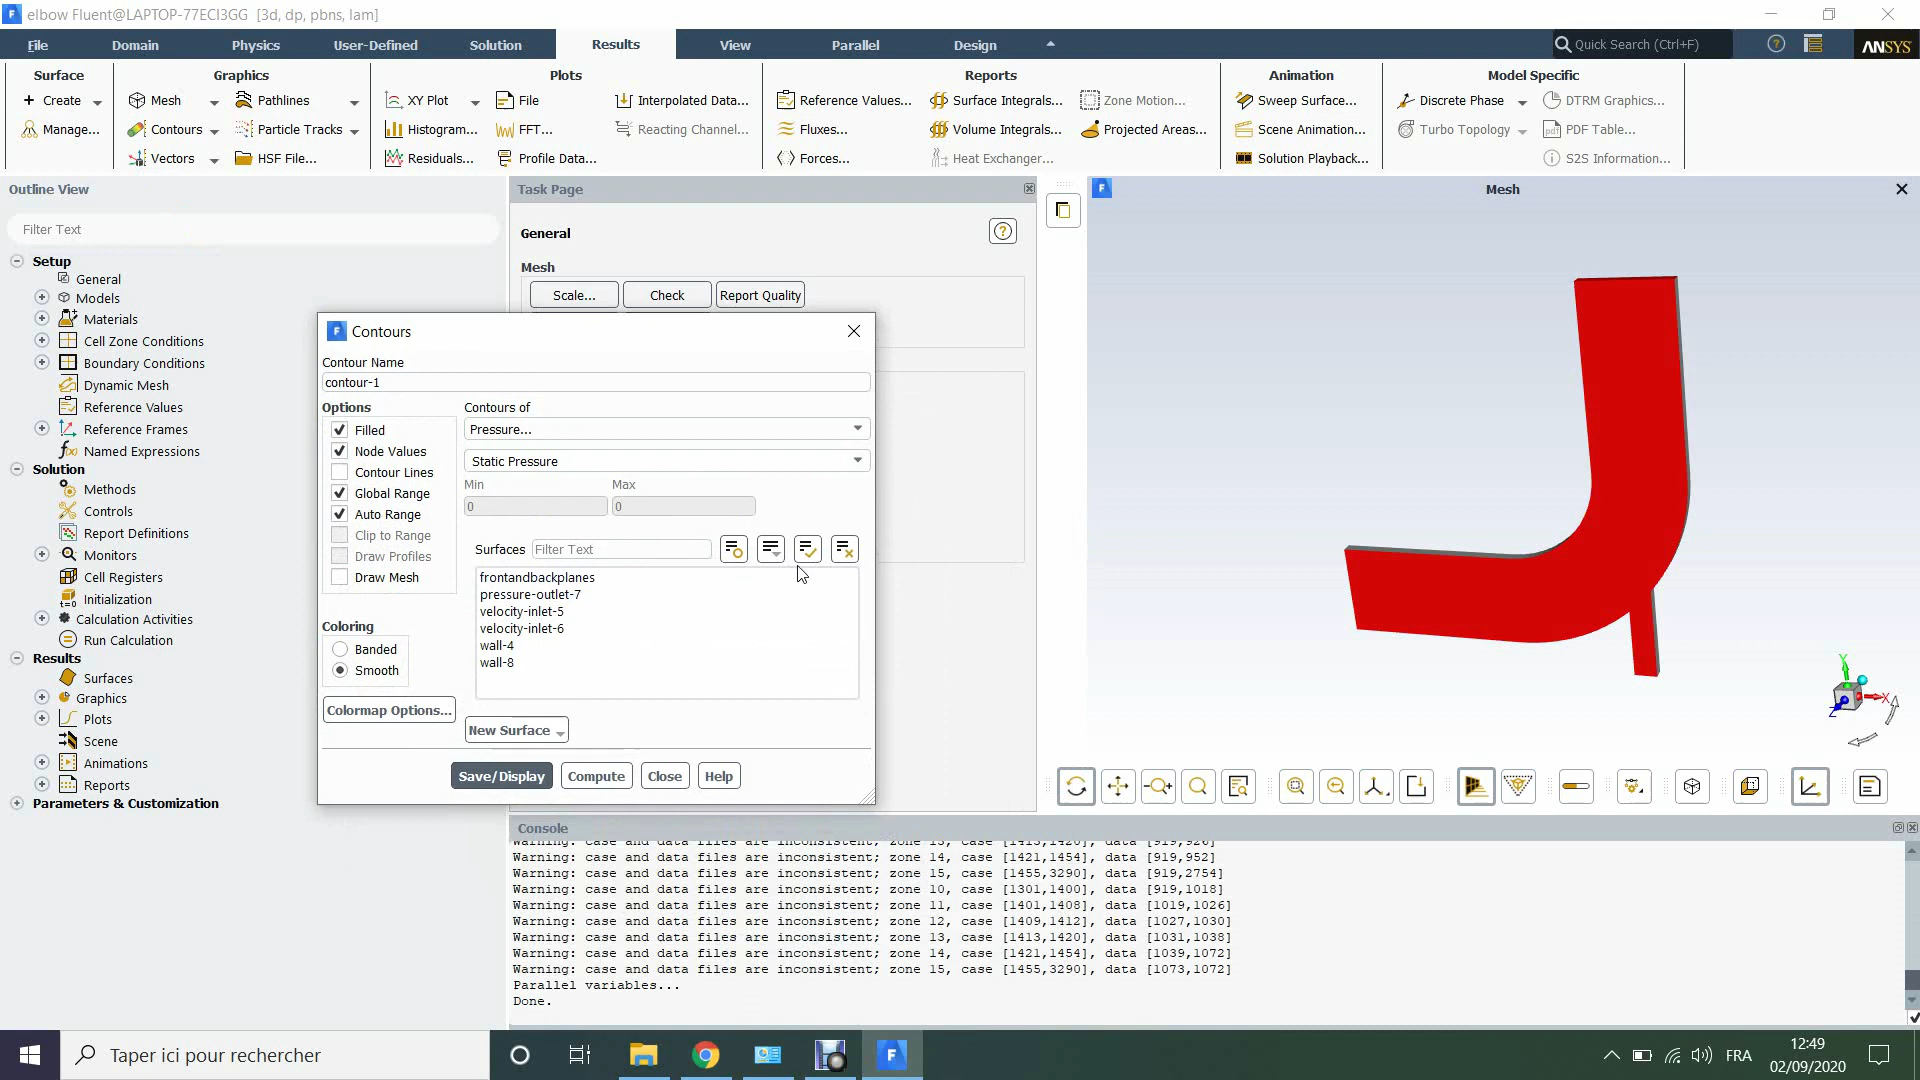 elbow Fluent@LAPTOP-77ECI3GG [3d, dp, pbns, lam]
File Domain Physics User-Defined Solution Results View Parallel Design Quick Search (Ctrl+F) ANSYS
Surface Graphics Plots Reports Animation Model Specific
Create Mesh Pathlines XY Plot File Interpolated Data... Reference Values... Surface Integrals... Zone Motion... Sweep Surface... Discrete Phase DTRM Graphics...
Manage... Contours Particle Tracks Histogram... FFT... Reacting Channel... Fluxes... Volume Integrals... Projected Areas... Scene Animation... Turbo Topology PDF Table...
Vectors HSF File... Residuals... Profile Data... Forces... Heat Exchanger... Solution Playback... S2S Information...
Outline View
Filter Text
Setup
General
Models
Materials
Cell Zone Conditions
Boundary Conditions
Dynamic Mesh
Reference Values
Reference Frames
Named Expressions
Solution
Methods
Controls
Report Definitions
Monitors
Cell Registers
Initialization
Calculation Activities
Run Calculation
Results
Surfaces
Graphics
Plots
Scene
Animations
Reports
Parameters & Customization
Task Page
General
Mesh
Scale... Check Report Quality
Contours
Contour Name
contour-1
Options
Filled
Node Values
Contour Lines
Global Range
Auto Range
Clip to Range
Draw Profiles
Draw Mesh
Coloring
Banded
Smooth
Colormap Options...
Contours of
Pressure...
Static Pressure
Min Max
0 0
Surfaces Filter Text
frontandbackplanes
pressure-outlet-7
velocity-inlet-5
velocity-inlet-6
wall-4
wall-8
New Surface
Save/Display Compute Close Help
Mesh
Y
X
Z
Console
Warning: case and data files are inconsistent; zone 13, case [1413,1420], data [919,926]
Warning: case and data files are inconsistent; zone 14, case [1421,1454], data [919,952]
Warning: case and data files are inconsistent; zone 15, case [1455,3290], data [919,2754]
Warning: case and data files are inconsistent; zone 10, case [1301,1400], data [919,1018]
Warning: case and data files are inconsistent; zone 11, case [1401,1408], data [1019,1026]
Warning: case and data files are inconsistent; zone 12, case [1409,1412], data [1027,1030]
Warning: case and data files are inconsistent; zone 13, case [1413,1420], data [1031,1038]
Warning: case and data files are inconsistent; zone 14, case [1421,1454], data [1039,1072]
Warning: case and data files are inconsistent; zone 15, case [1455,3290], data [1073,1072]
Parallel variables...
Done.
Taper ici pour rechercher
FRA
12:49
02/09/2020